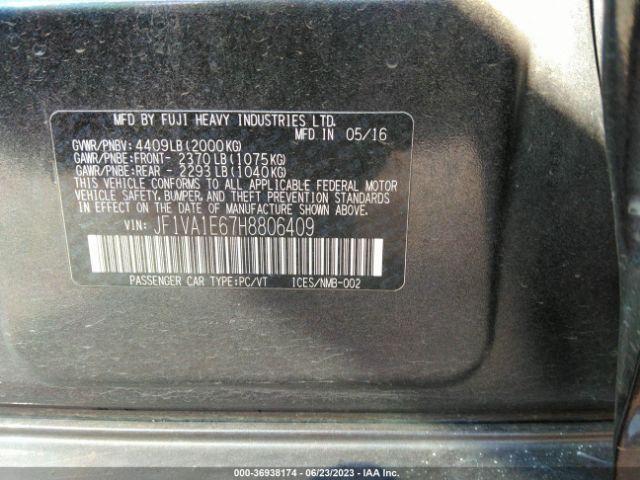 MFD BY FUJI HEAVY INDUSTRIES LTD.
MFD IN 05/16
GVWR/PNBV: 4409LB(2000KG)
GAWR/PNBE:FRONT- 2370LB(1075KG)
GAWR/PNBE:REAR - 2293LB(1040KG)
THIS VEHICLE CONFORMS TO ALL APPLICABLE FEDERAL MOTOR
VEHICLE SAFETY, BUMPER, AND THEFT PREVENTION STANDARDS
IN EFFECT ON THE DATE OF MANUFACTURE SHOWN ABOVE.
VIN: JF1VA1E67H8806409
PASSENGER CAR TYPE:PC/VT ICES/NMB-002
000-36938174 - 06/23/2023 - IAA Inc.